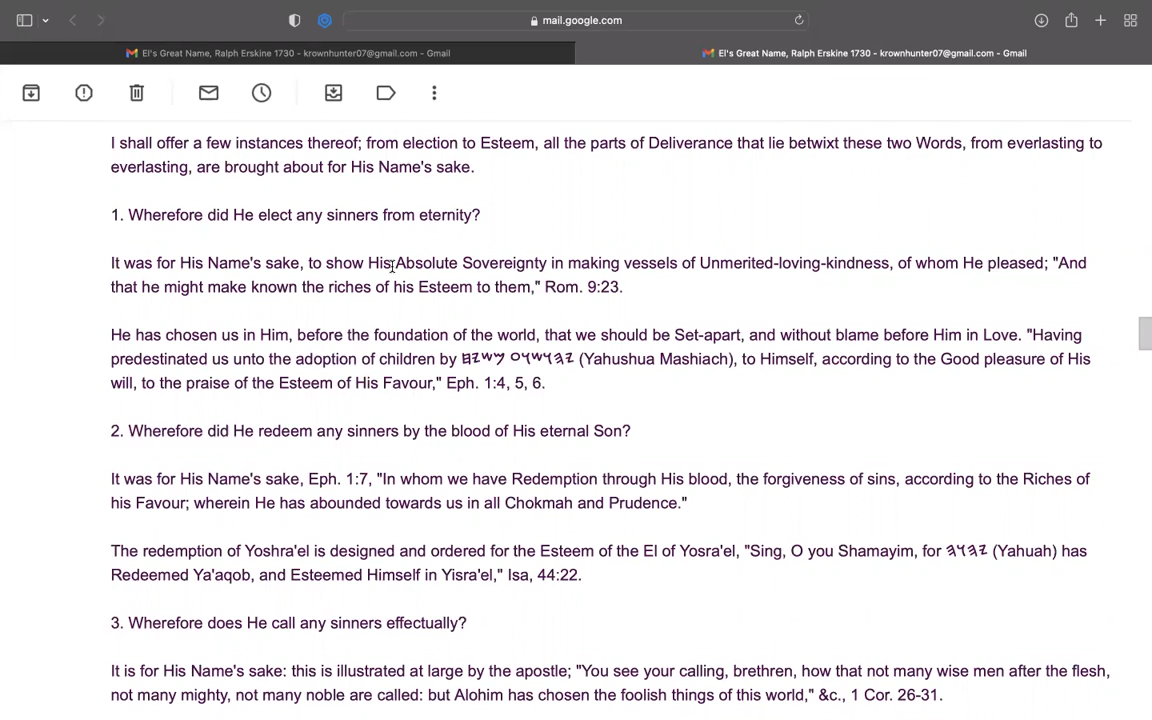 mail.google.com
El's Great Name, Ralph Erskine 1730 - krownhunter07@gmail.com - Gmail
El's Great Name, Ralph Erskine 1730 - krownhunter07@gmail.com - Gmail
I shall offer a few instances thereof; from election to Esteem, all the parts of Deliverance that lie betwixt these two Words, from everlasting to
everlasting, are brought about for His Name's sake.
1. Wherefore did He elect any sinners from eternity?
It was for His Name's sake, to show His Absolute Sovereignty in making vessels of Unmerited-loving-kindness, of whom He pleased; "And
that he might make known the riches of his Esteem to them," Rom. 9:23.
He has chosen us in Him, before the foundation of the world, that we should be Set-apart, and without blame before Him in Love. "Having
predestinated us unto the adoption of children by (Yahushua Mashiach), to Himself, according to the Good pleasure of His
will, to the praise of the Esteem of His Favour," Eph. 1:4, 5, 6.
2. Wherefore did He redeem any sinners by the blood of His eternal Son?
It was for His Name's sake, Eph. 1:7, "In whom we have Redemption through His blood, the forgiveness of sins, according to the Riches of
his Favour; wherein He has abounded towards us in all Chokmah and Prudence."
The redemption of Yoshra'el is designed and ordered for the Esteem of the El of Yosra'el, "Sing, O you Shamayim, for (Yahuah) has
Redeemed Ya'aqob, and Esteemed Himself in Yisra'el," Isa, 44:22.
3. Wherefore does He call any sinners effectually?
It is for His Name's sake: this is illustrated at large by the apostle; "You see your calling, brethren, how that not many wise men after the flesh,
not many mighty, not many noble are called: but Alohim has chosen the foolish things of this world," &c., 1 Cor. 26-31.